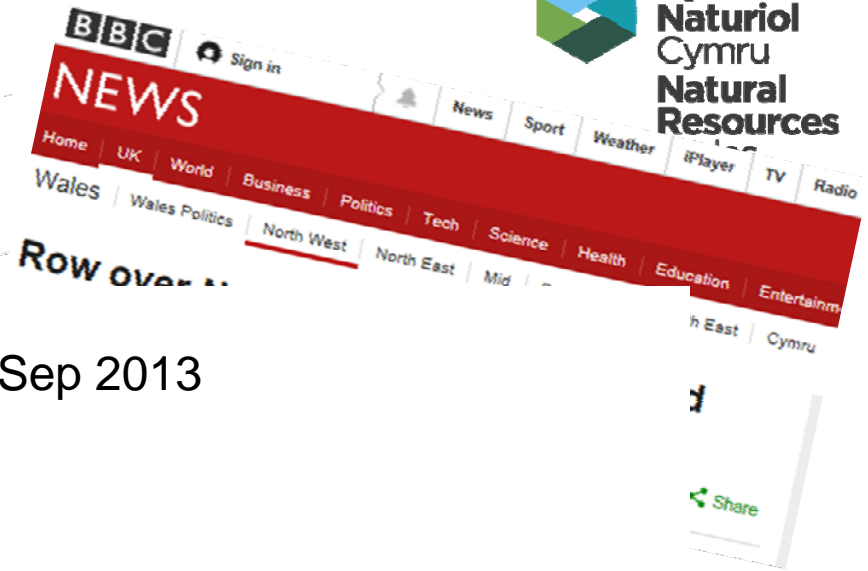 Naturiol
Cymru
Natural
Resources
BBC Sign in
NEWS
News Sport Weather iPlayer TV Radio
Home UK World Business Politics Tech Science Health Education
Wales Wales Politics North West North East Mid
East Cymru
Row over
Sep 2013
Share